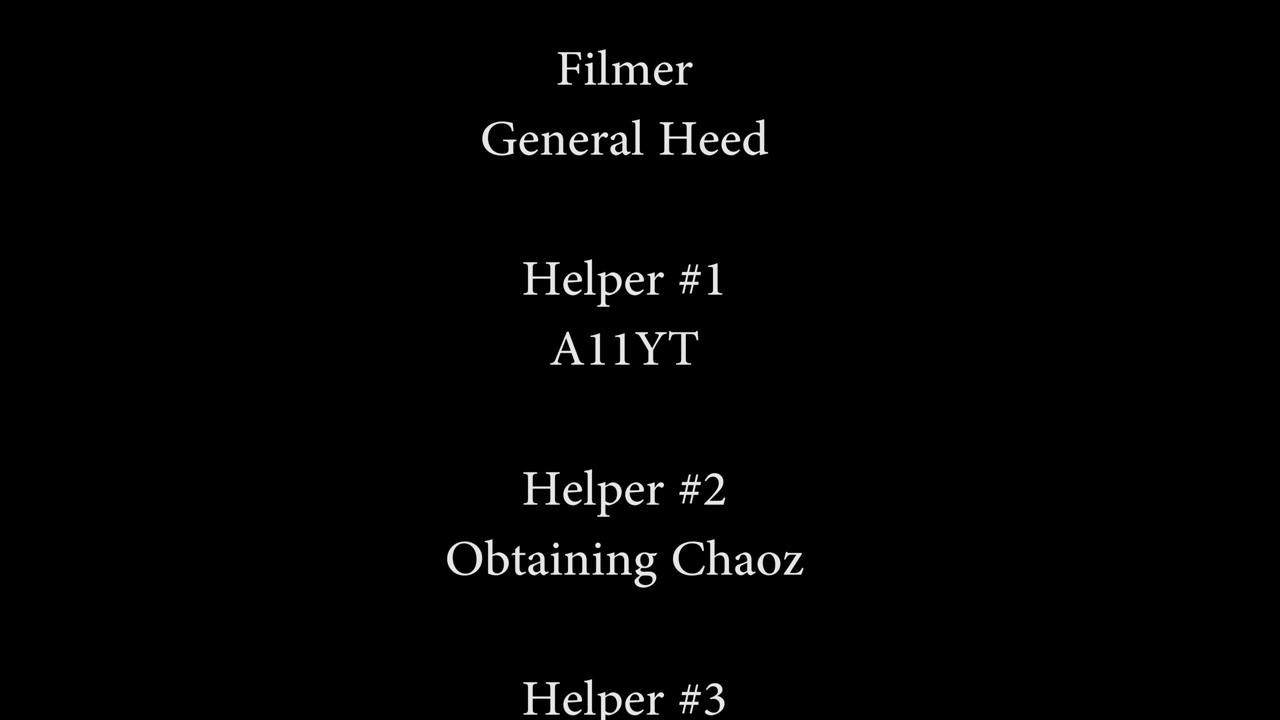 Filmer
General Heed
Helper #1
A11YT
Helper #2
Obtaining Chaoz
Helper #3